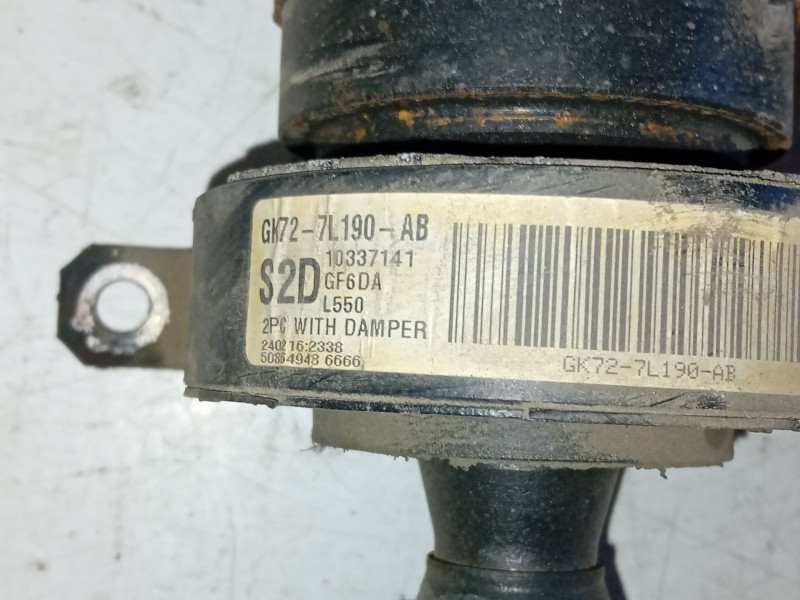 GK72-7L190-AB
S2D
10337141
GF6DA
L550
2PC WITH DAMPER
240216:2338
50864948 6666
GK72-7L190-AB